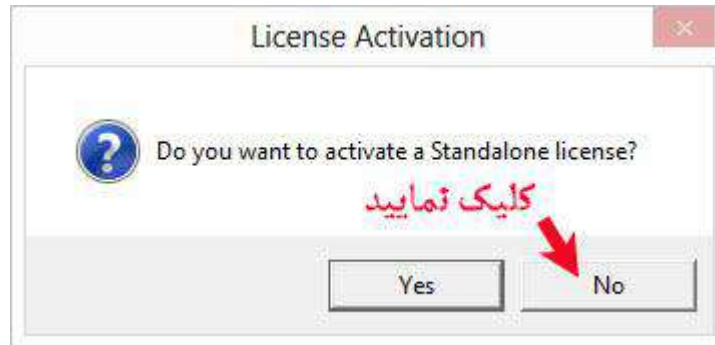 License Activation
Do you want to activate a Standalone license?
کلیک نمایید
Yes
No